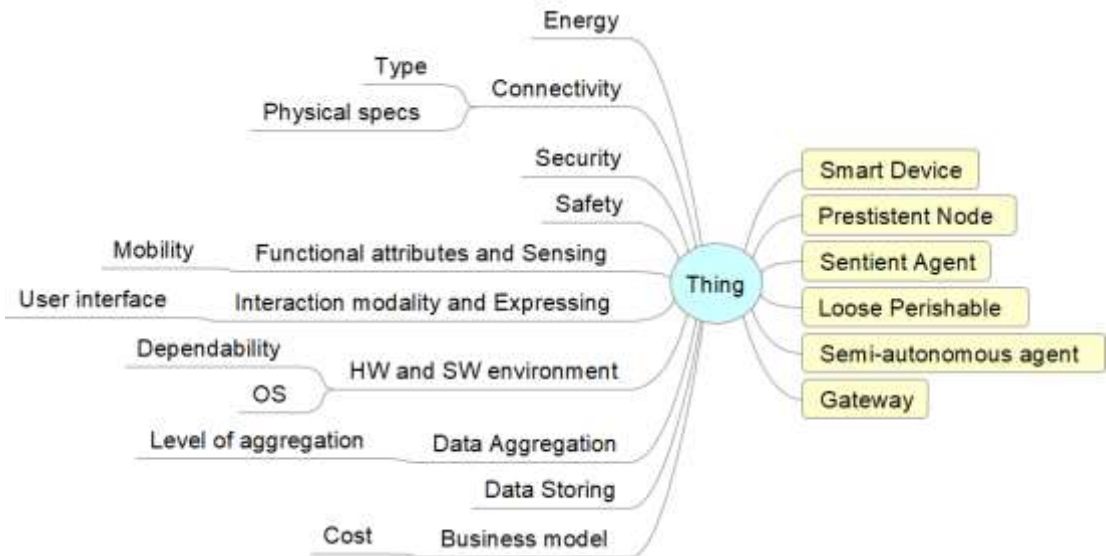 Energy
Type
Connectivity
Physical specs
Security
Safety
Mobility
Functional attributes and Sensing
User interface
Interaction modality and Expressing
Dependability
HW and SW environment
OS
Level of aggregation
Data Aggregation
Data Storing
Cost
Business model
Thing
Smart Device
Prestistent Node
Sentient Agent
Loose Perishable
Semi-autonomous agent
Gateway